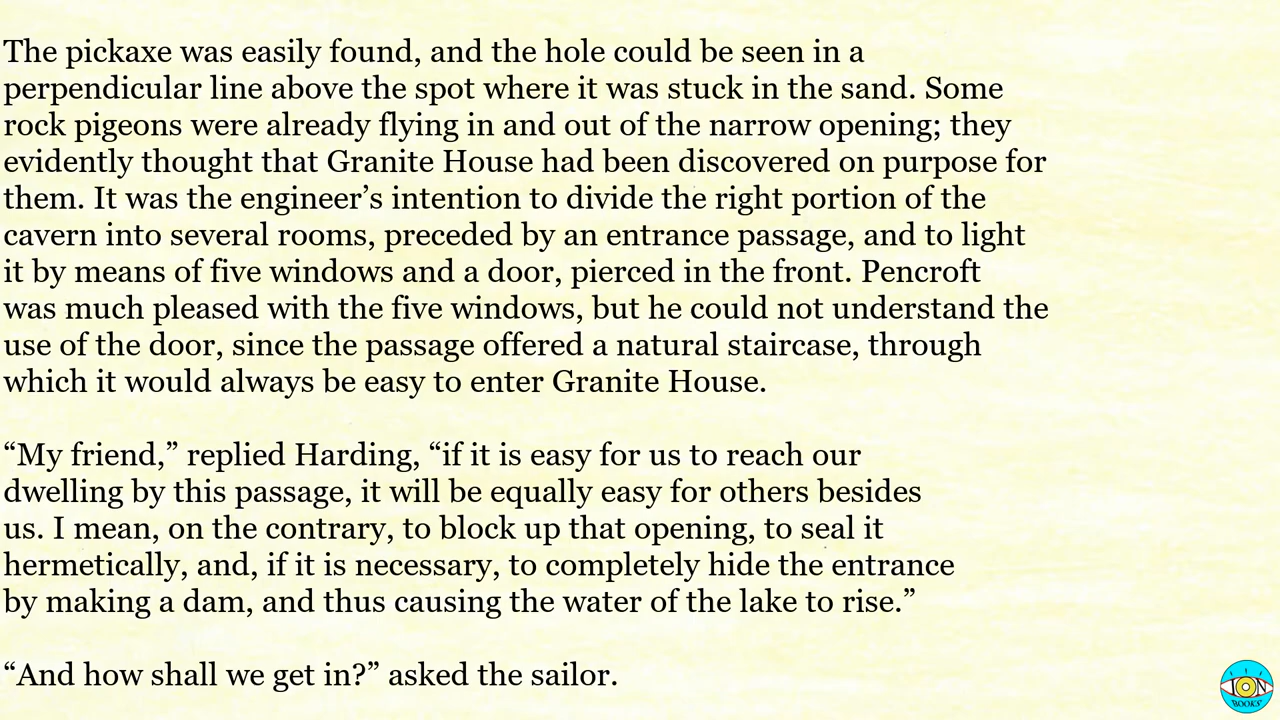 The pickaxe was easily found, and the hole could be seen in a
perpendicular line above the spot where it was stuck in the sand. Some
rock pigeons were already flying in and out of the narrow opening; they
evidently thought that Granite House had been discovered on purpose for
them. It was the engineer’s intention to divide the right portion of the
cavern into several rooms, preceded by an entrance passage, and to light
it by means of five windows and a door, pierced in the front. Pencroft
was much pleased with the five windows, but he could not understand the
use of the door, since the passage offered a natural staircase, through
which it would always be easy to enter Granite House.
“My friend,” replied Harding, “if it is easy for us to reach our
dwelling by this passage, it will be equally easy for others besides
us. I mean, on the contrary, to block up that opening, to seal it
hermetically, and, if it is necessary, to completely hide the entrance
by making a dam, and thus causing the water of the lake to rise.”
“And how shall we get in?” asked the sailor.
ION
BOOKS